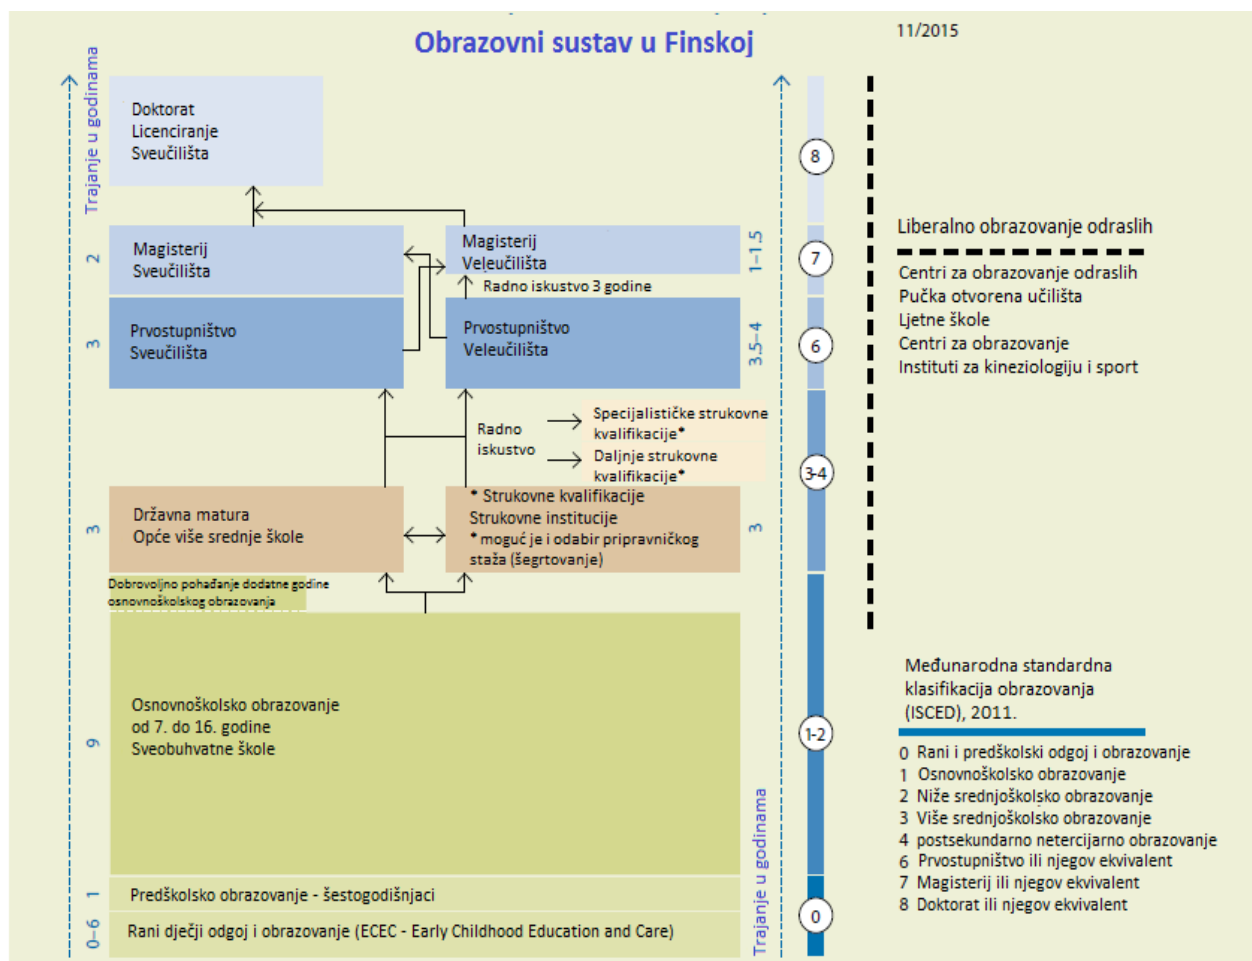 Obrazovni sustav u Finskoj
11/2015
Trajanje u godinama
Doktorat
Licenciranje
Sveučilišta
8
2
Magisterij
Sveučilišta
Magisterij
Veleučilišta
1–1.5
7
Radno iskustvo 3 godine
3
Prvostupništvo
Sveučilišta
Prvostupništvo
Veleučilišta
3.5–4
6
Radno
iskustvo
Specijalističke strukovne
kvalifikacije*
Daljnje strukovne
kvalifikacije*
3-4
3
Državna matura
Opće više srednje škole
* Strukovne kvalifikacije
Strukovne institucije
* moguć je i odabir pripravničkog
staža (šegrtovanje)
3
Dobrovoljno pohađanje dodatne godine
osnovnoškolskog obrazovanja
9
Osnovnoškolsko obrazovanje
od 7. do 16. godine
Sveobuhvatne škole
1-2
1
Predškolsko obrazovanje - šestogodišnjaci
0–6
Rani dječji odgoj i obrazovanje (ECEC - Early Childhood Education and Care)
Trajanje u godinama
0
Liberalno obrazovanje odraslih
Centri za obrazovanje odraslih
Pučka otvorena učilišta
Ljetne škole
Centri za obrazovanje
Instituti za kineziologiju i sport
Međunarodna standardna
klasifikacija obrazovanja
(ISCED), 2011.
0 Rani i predškolski odgoj i obrazovanje
1 Osnovnoškolsko obrazovanje
2 Niže srednjoškolsko obrazovanje
3 Više srednjoškolsko obrazovanje
4 postsekundarno netercijarno obrazovanje
6 Prvostupništvo ili njegov ekvivalent
7 Magisterij ili njegov ekvivalent
8 Doktorat ili njegov ekvivalent